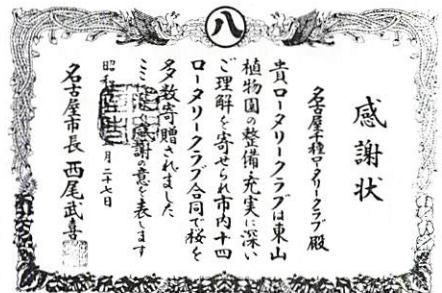 八
感謝状
名古屋千種ロータリークラブ殿
貴ロータリークラブは東山
植物園の整備・充実に深い
ご理解を寄せられ市内十四
ロータリークラブ合同で桜を
多数寄贈されました
感謝の意を表します
昭和 月二十七日
名古屋市長 西尾武喜